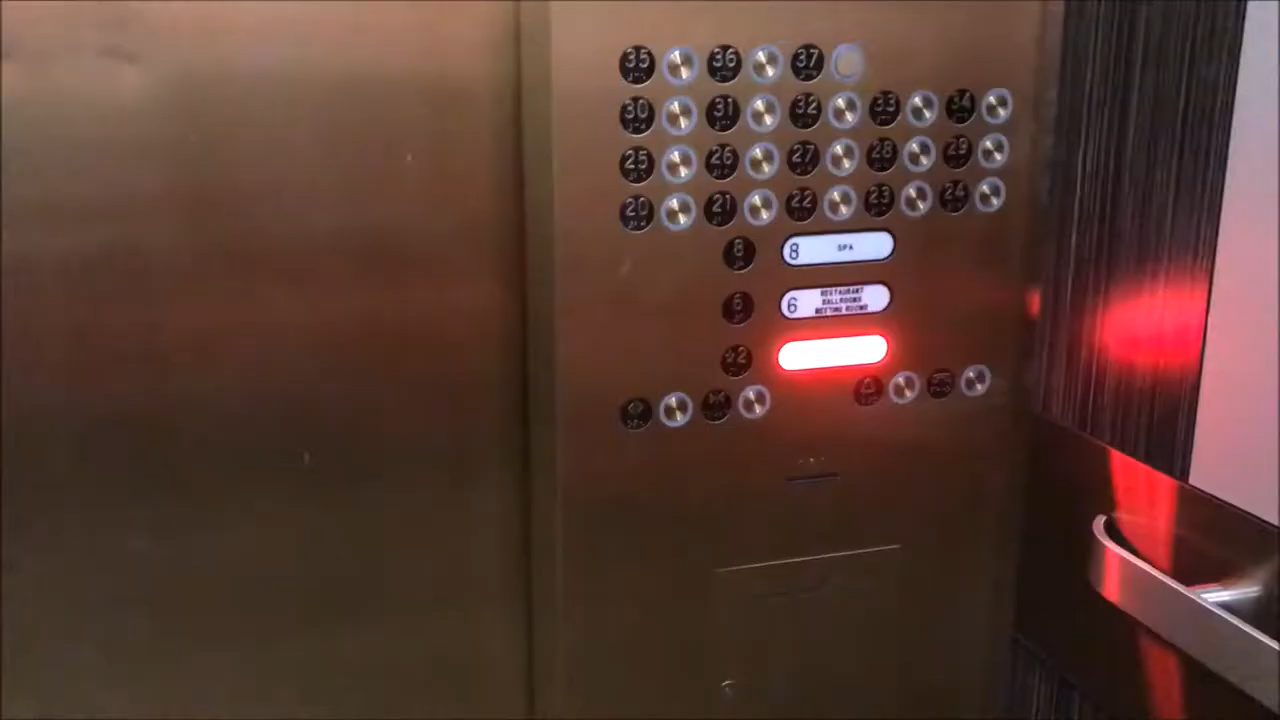 35 36 37
30 31 32 33 34
25 26 27 28 29
20 21 22 23 24
8 8 SPA
6 6 RESTAURANT
BALLROOMS
MEETING ROOMS
☆2